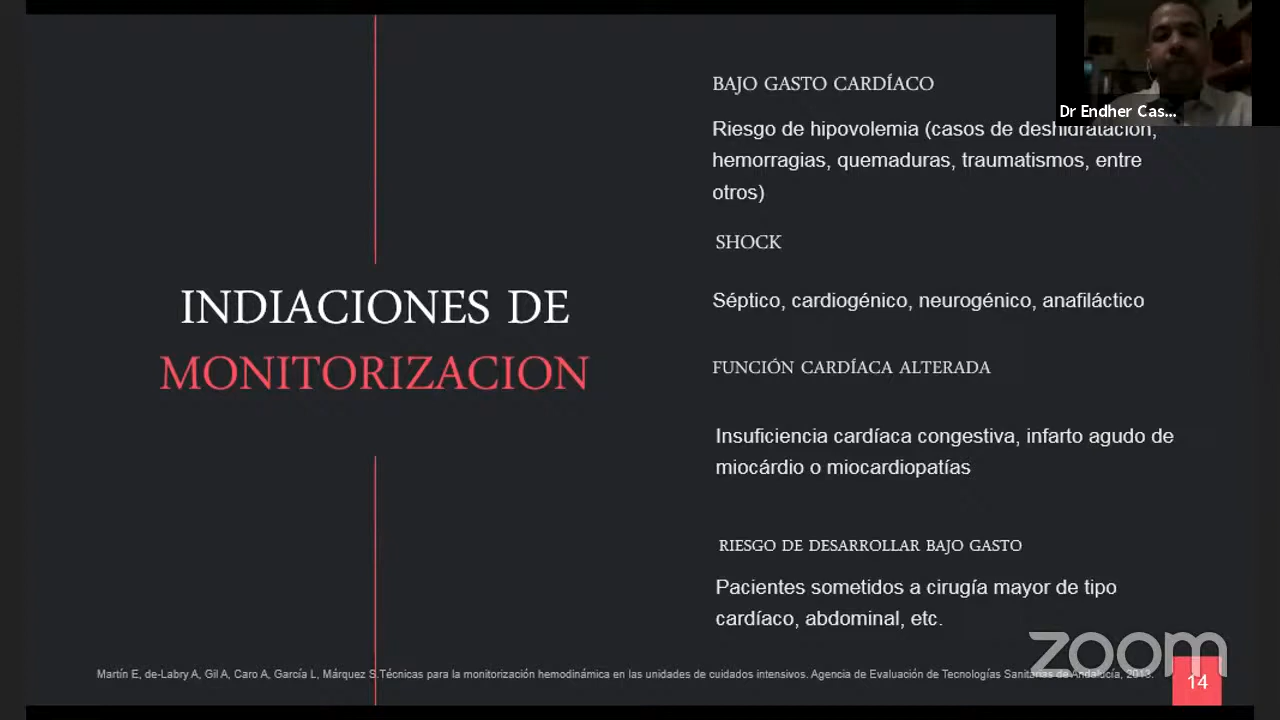 Dr Endher Cas...
BAJO GASTO CARDÍACO
Riesgo de hipovolemia (casos de deshidratación,
hemorragias, quemaduras, traumatismos, entre
otros)
SHOCK
Séptico, cardiogénico, neurogénico, anafiláctico
INDIACIONES DE
MONITORIZACION
FUNCIÓN CARDÍACA ALTERADA
Insuficiencia cardíaca congestiva, infarto agudo de
miocárdio o miocardiopatías
RIESGO DE DESARROLLAR BAJO GASTO
Pacientes sometidos a cirugía mayor de tipo
cardíaco, abdominal, etc.
zoom
Martín E, de-Labry A, Gil A, Caro A, García L, Márquez S.Técnicas para la monitorización hemodinámica en las unidades de cuidados intensivos. Agencia de Evaluación de Tecnologías Sanitarias de Andalucía, 2013.
14